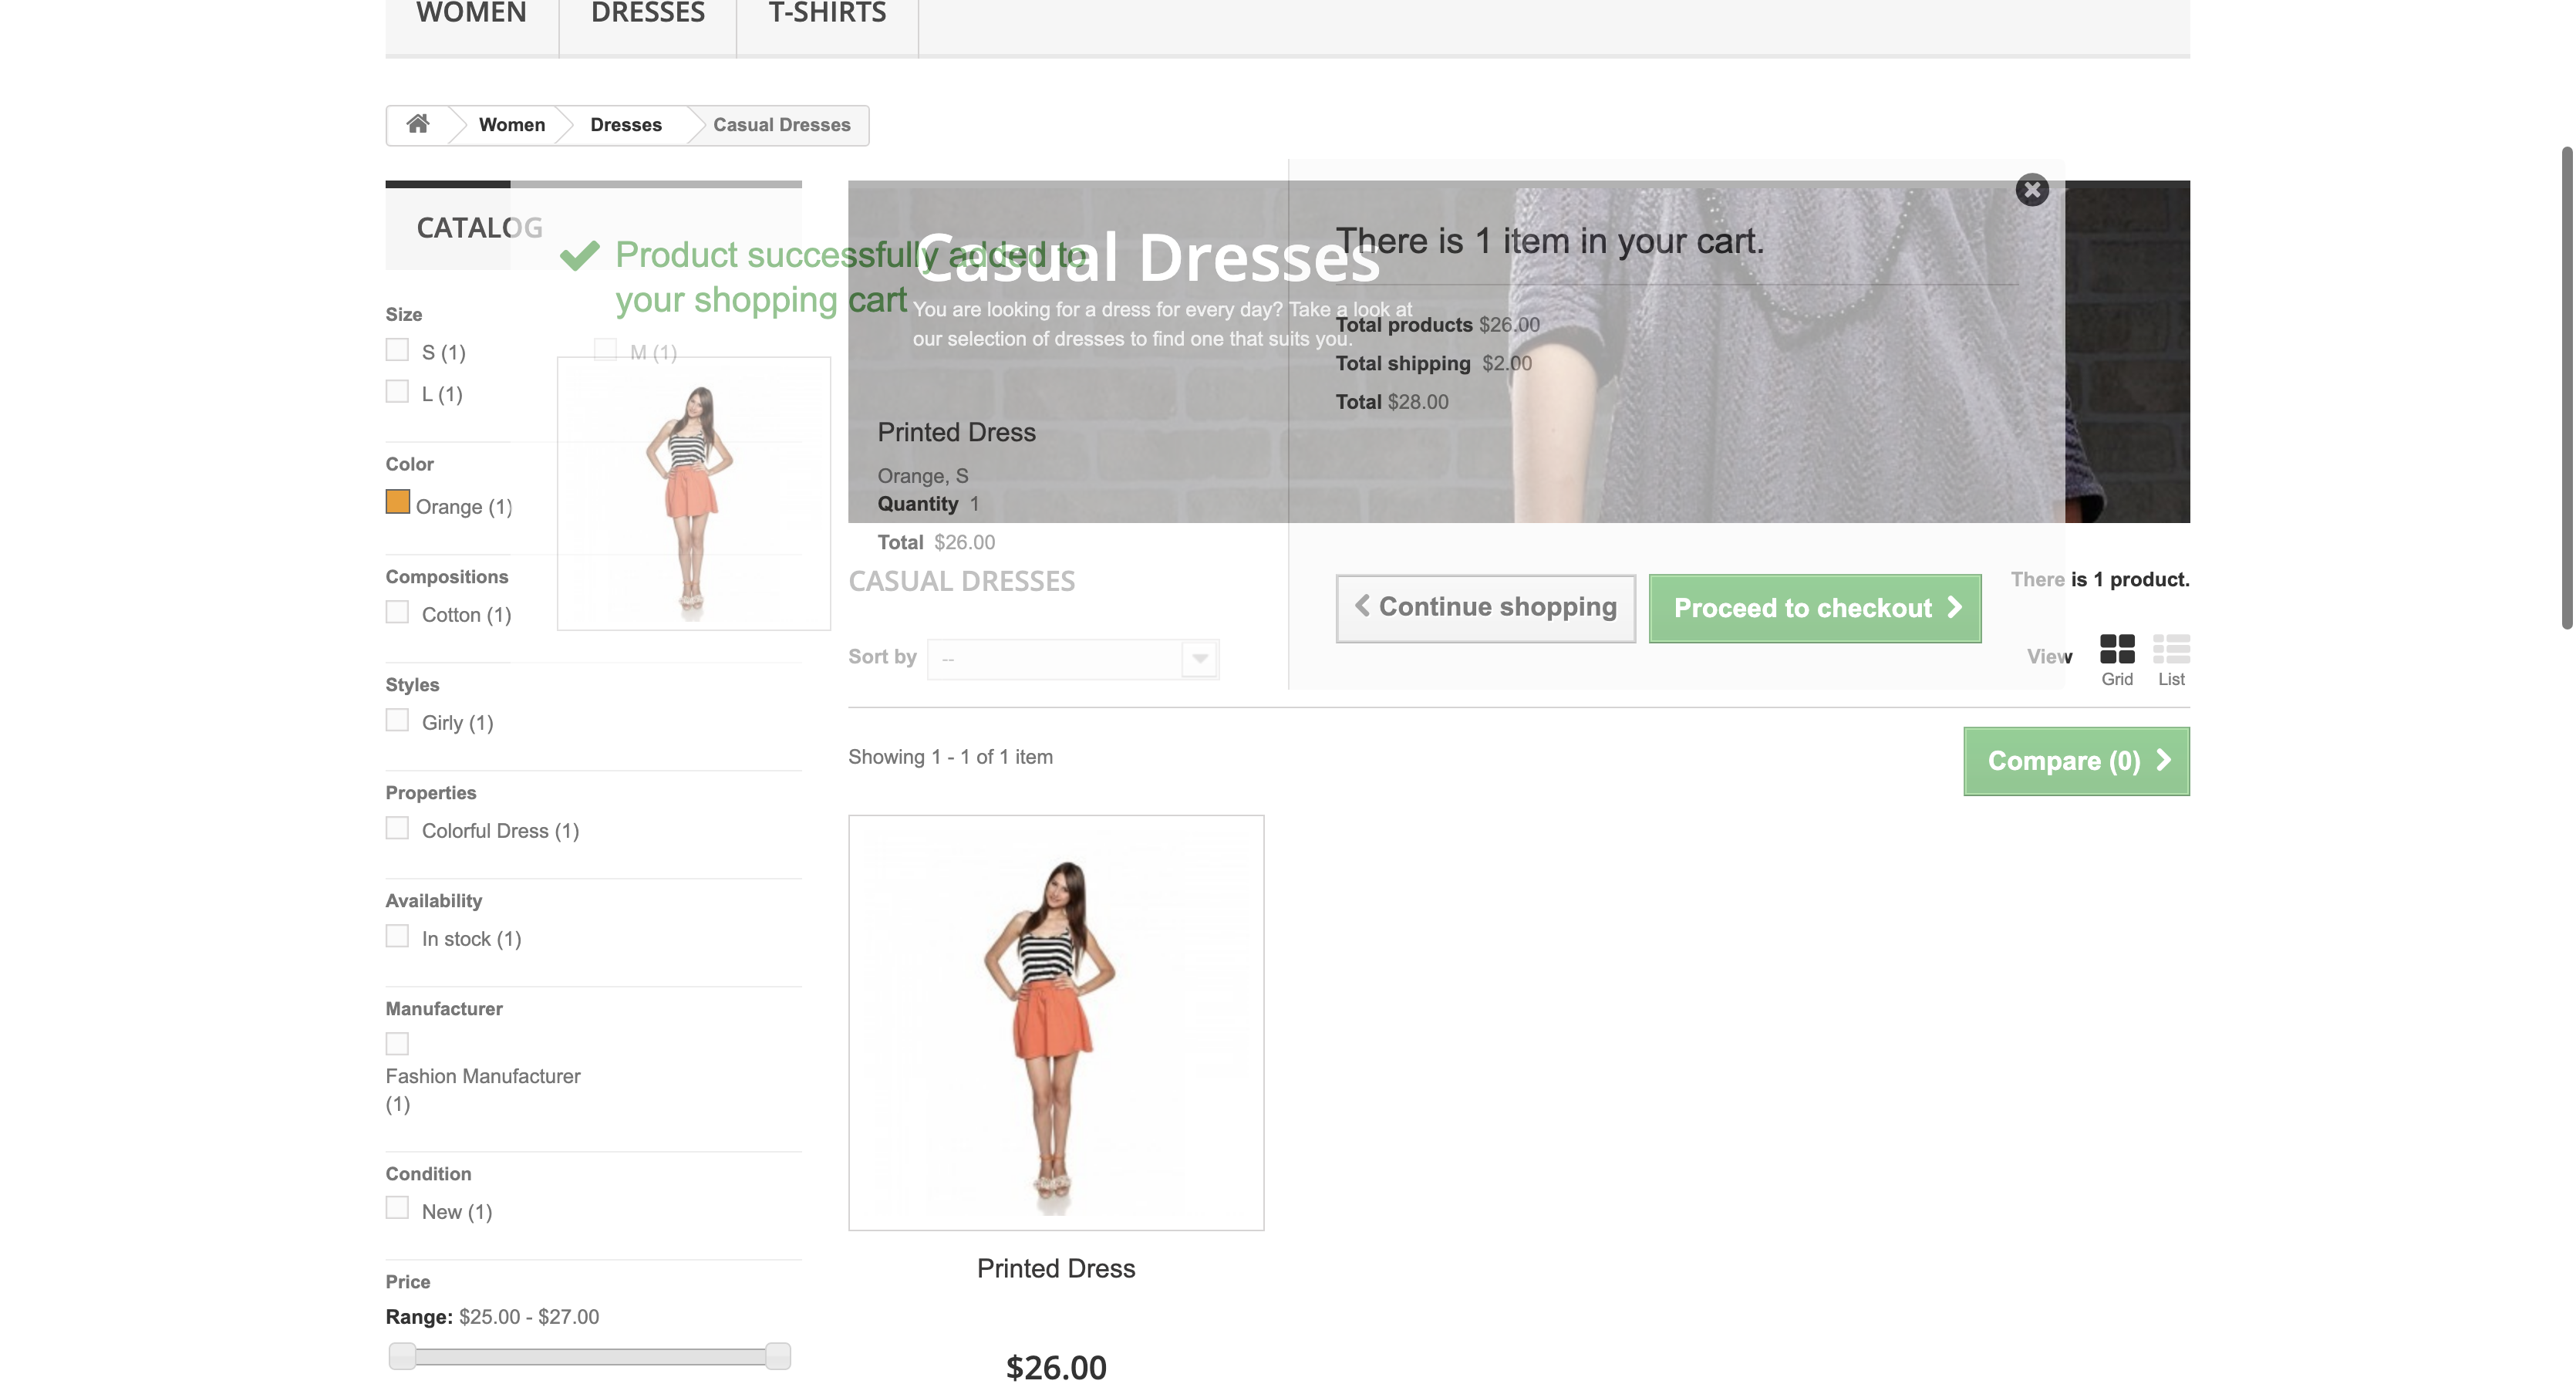 WOMEN
DRESSES
T-SHIRTS
Women
Dresses
Casual Dresses
CATALOG
Size
S (1)
M (1)
L (1)
Color
Orange (1)
Compositions
Cotton (1)
Styles
Girly (1)
Properties
Colorful Dress (1)
Availability
In stock (1)
Manufacturer
Fashion Manufacturer
(1)
Condition
New (1)
Price
Range: $25.00 - $27.00
Product successfully added to
your shopping cart
Printed Dress
Orange, S
Quantity 1
Total $26.00
There is 1 item in your cart.
Total products $26.00
Total shipping $2.00
Total $28.00
Continue shopping
Proceed to checkout
Casual Dresses
You are looking for a dress for every day? Take a look at
our selection of dresses to find one that suits you.
CASUAL DRESSES
There is 1 product.
Sort by --
View
Grid
List
Showing 1 - 1 of 1 item
Compare (0)
Printed Dress
$26.00